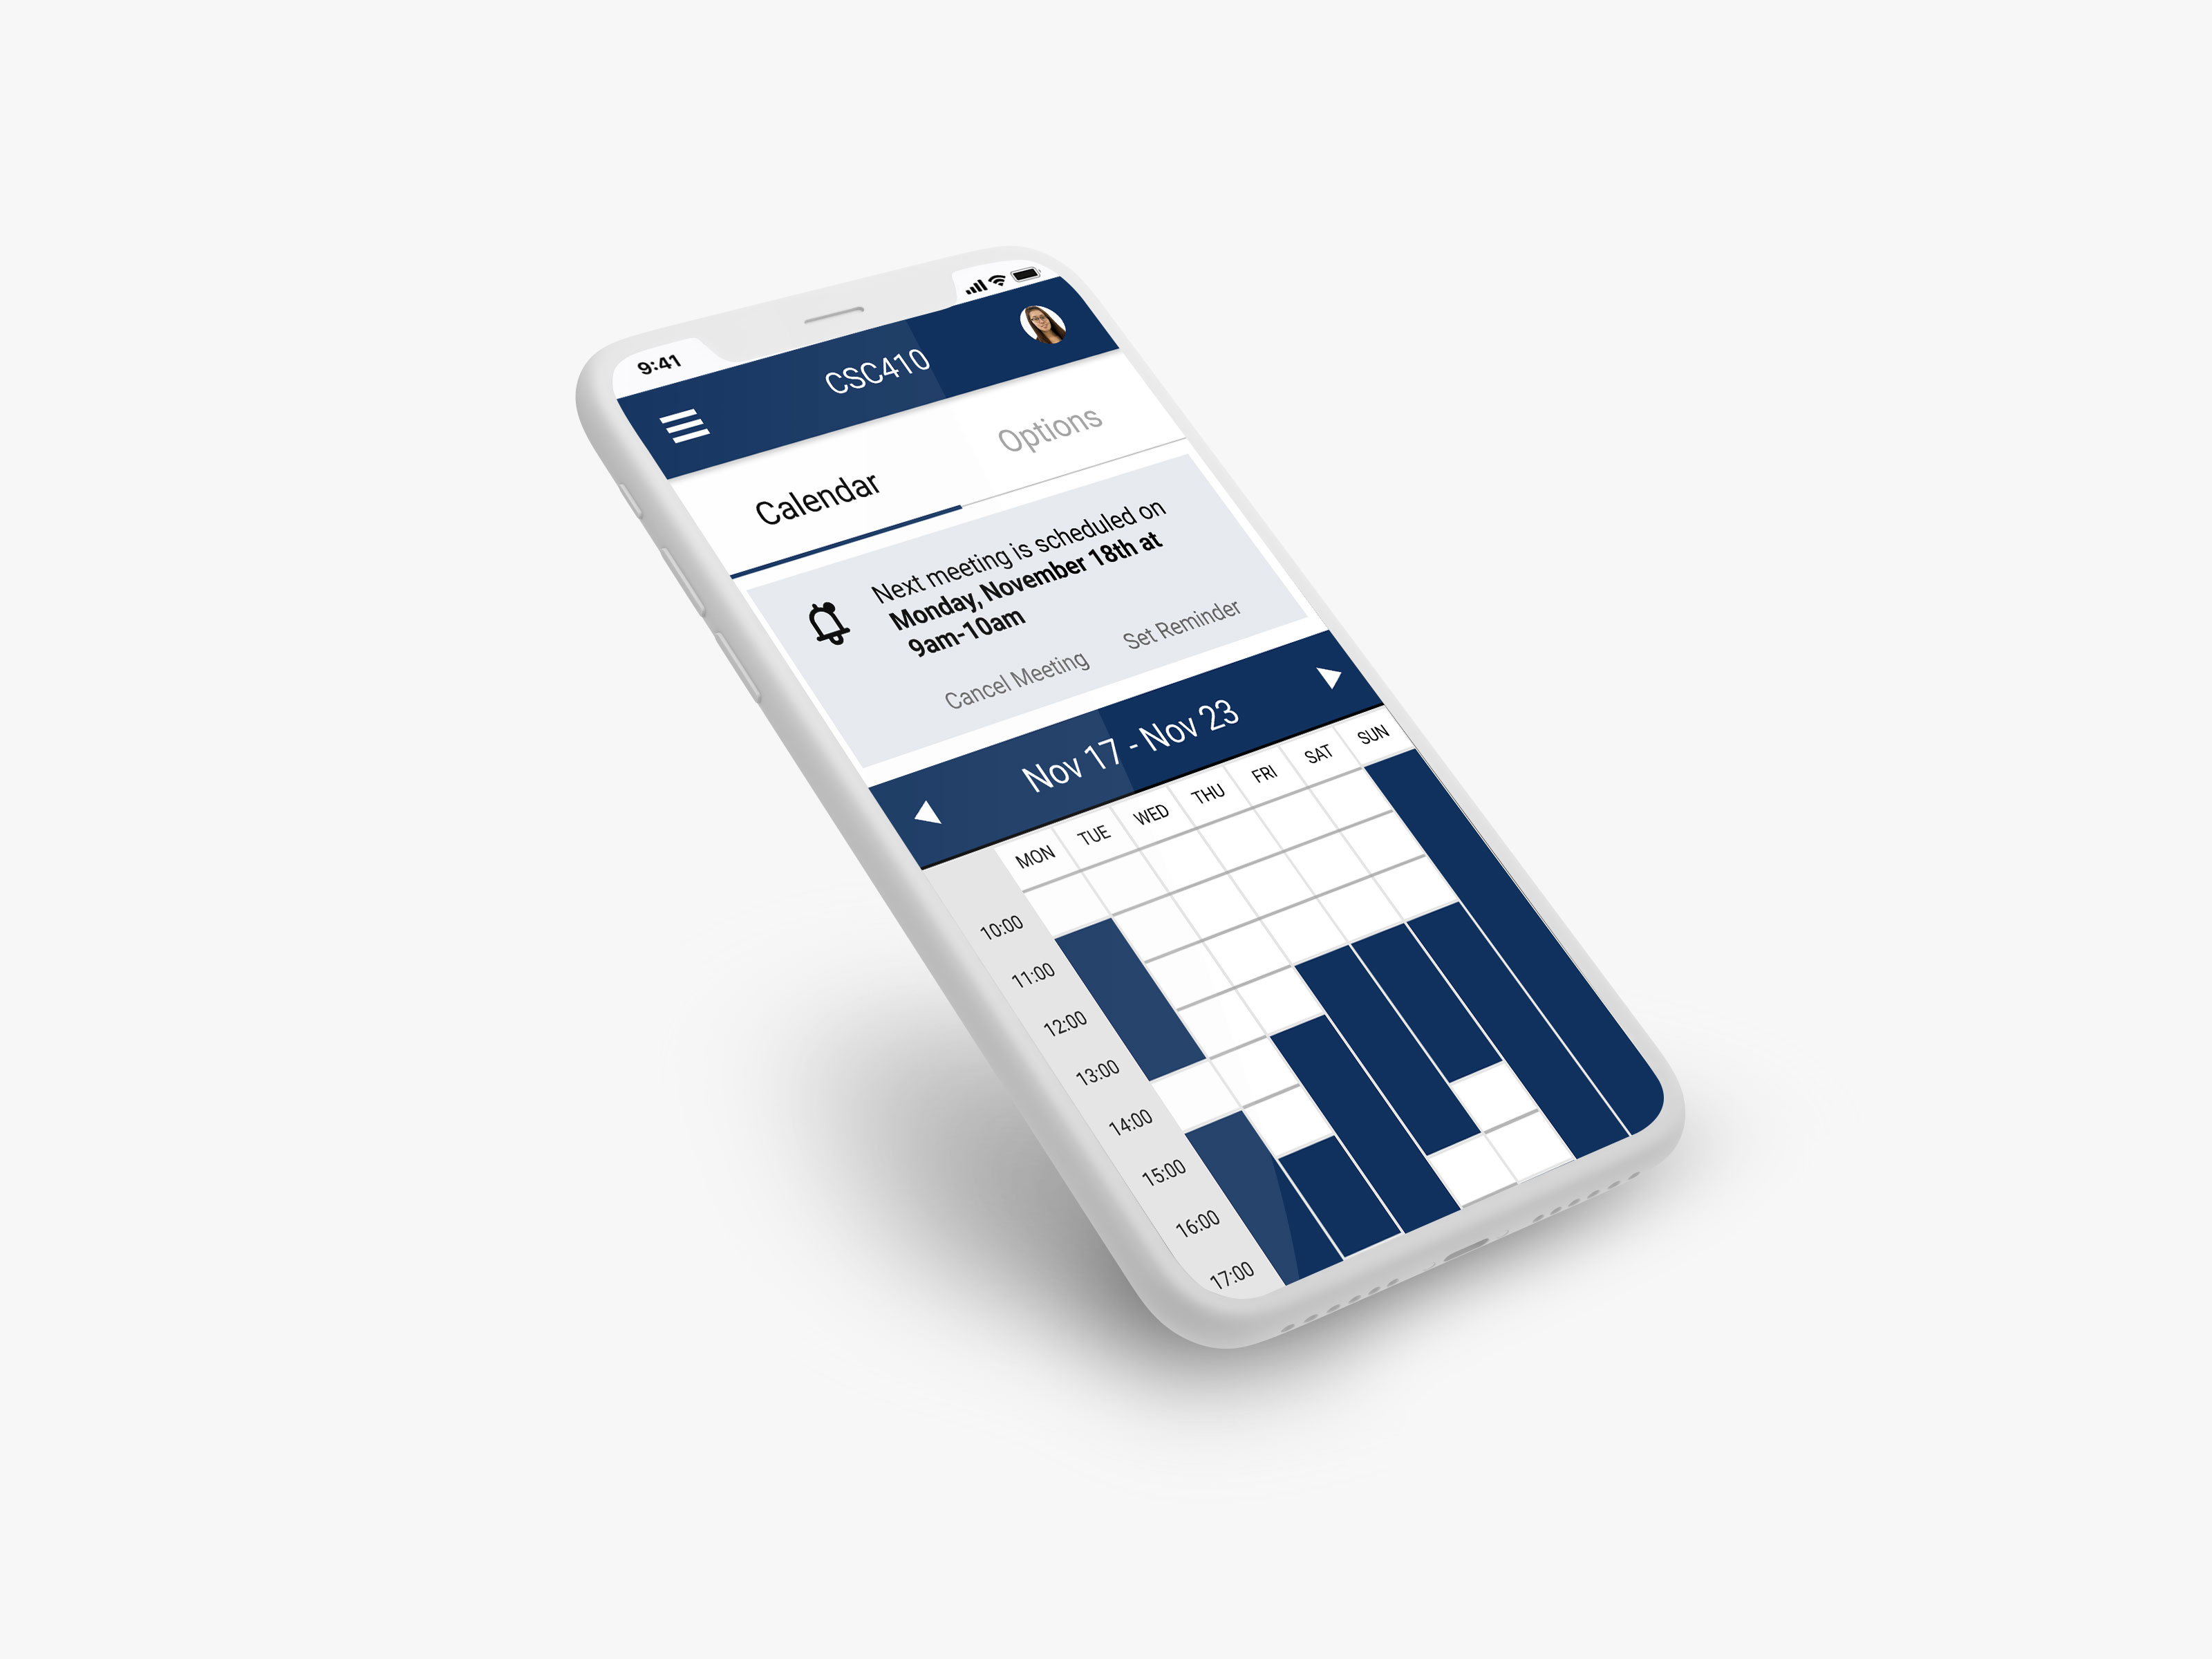 9:41
CSC410
Calendar
Options
Next meeting is scheduled on
Monday, November 18th at
9am-10am
Cancel Meeting
Set Reminder
Nov 17 - Nov 23
MON TUE WED THU FRI SAT SUN
10:00
11:00
12:00
13:00
14:00
15:00
16:00
17:00